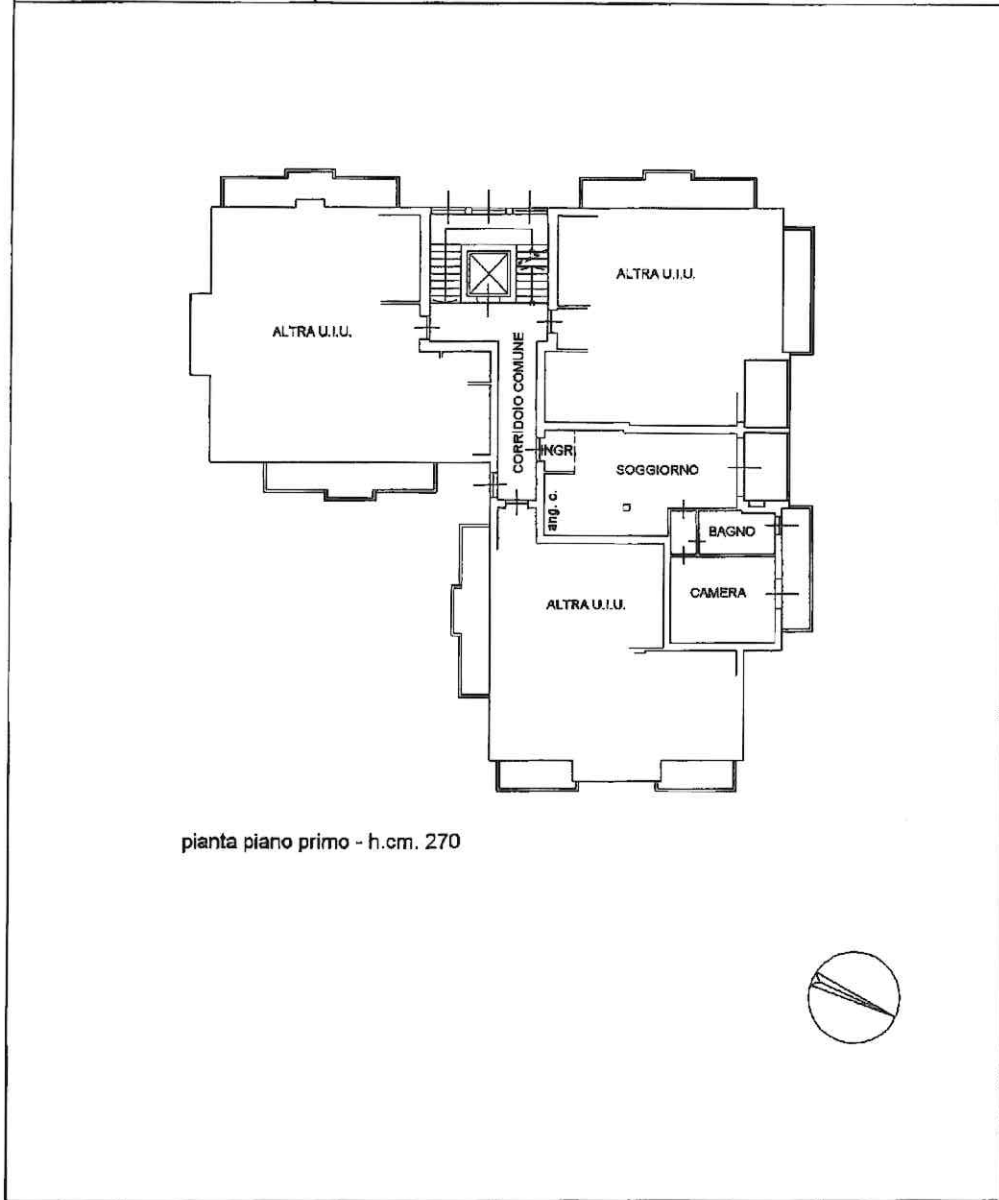 ALTRA U.I.U.
ALTRA U.I.U.
CORRIDOIO COMUNE
INGR
SOGGIORNO
ang. c.
BAGNO
CAMERA
ALTRA U.I.U.
pianta piano primo - h.cm. 270